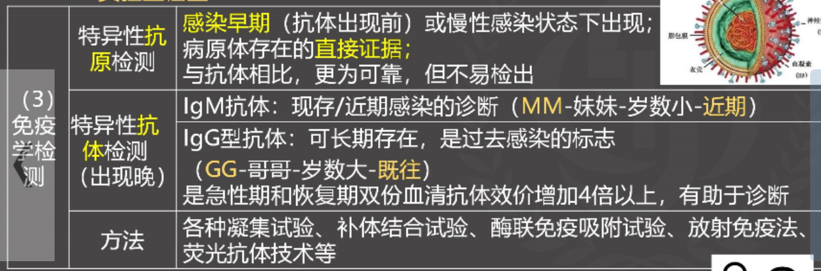 特异性抗
原检测
感染早期（抗体出现前）或慢性感染状态下出现；
病原体存在的直接证据；
与抗体相比，更为可靠，但不易检出
胞包膜
衣壳
（3）
免疫
学检
测
特异性抗
体检测
（出现晚）
IgM抗体：现存/近期感染的诊断（MM-妹妹-岁数小-近期）
IgG型抗体：可长期存在，是过去感染的标志
（GG-哥哥-岁数大-既往）
是急性期和恢复期双份血清抗体效价增加4倍以上，有助于诊断
方法
各种凝集试验、补体结合试验、酶联免疫吸附试验、放射免疫法、
荧光抗体技术等